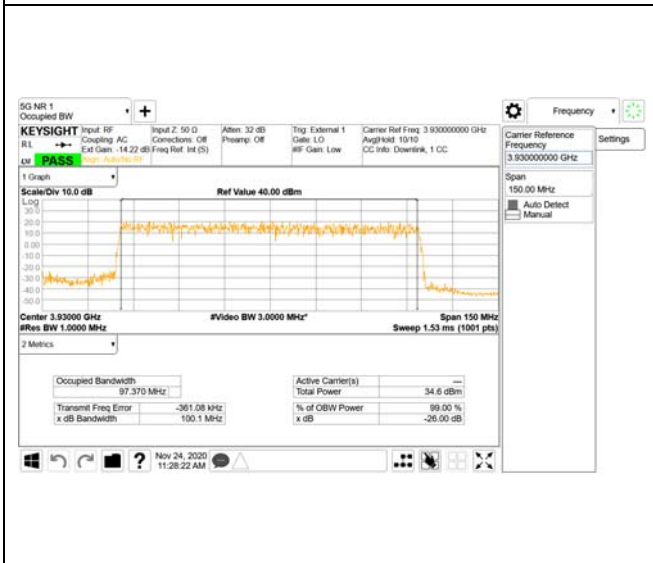 5G NR 1
Occupied BW
+
Frequency
KEYSIGHT
RL
PASS
Input: RF
Coupling: AC
Ext Gain: -14.22 dB
Align: Auto/No RF
Input Z: 50 Ω
Corrections: Off
Freq Ref: Int (S)
Atten: 32 dB
Preamp: Off
Trig: External 1
Gate: LO
#IF Gain: Low
Carrier Ref Freq: 3.930000000 GHz
Avg|Hold: 10/10
CC Info: Downlink, 1 CC
Carrier Reference
Frequency
3.930000000 GHz
Settings
Span
150.00 MHz
Auto Detect
Manual
1 Graph
Scale/Div 10.0 dB
Ref Value 40.00 dBm
Log
30.0
20.0
10.0
0.00
-10.0
-20.0
-30.0
-40.0
-50.0
Center 3.93000 GHz
#Video BW 3.0000 MHz*
Span 150 MHz
#Res BW 1.0000 MHz
Sweep 1.53 ms (1001 pts)
2 Metrics
Occupied Bandwidth
97.370 MHz
Transmit Freq Error -361.08 kHz
x dB Bandwidth 100.1 MHz
Active Carrier(s) ---
Total Power 34.6 dBm
% of OBW Power 99.00 %
x dB -26.00 dB
?
Nov 24, 2020
11:28:22 AM